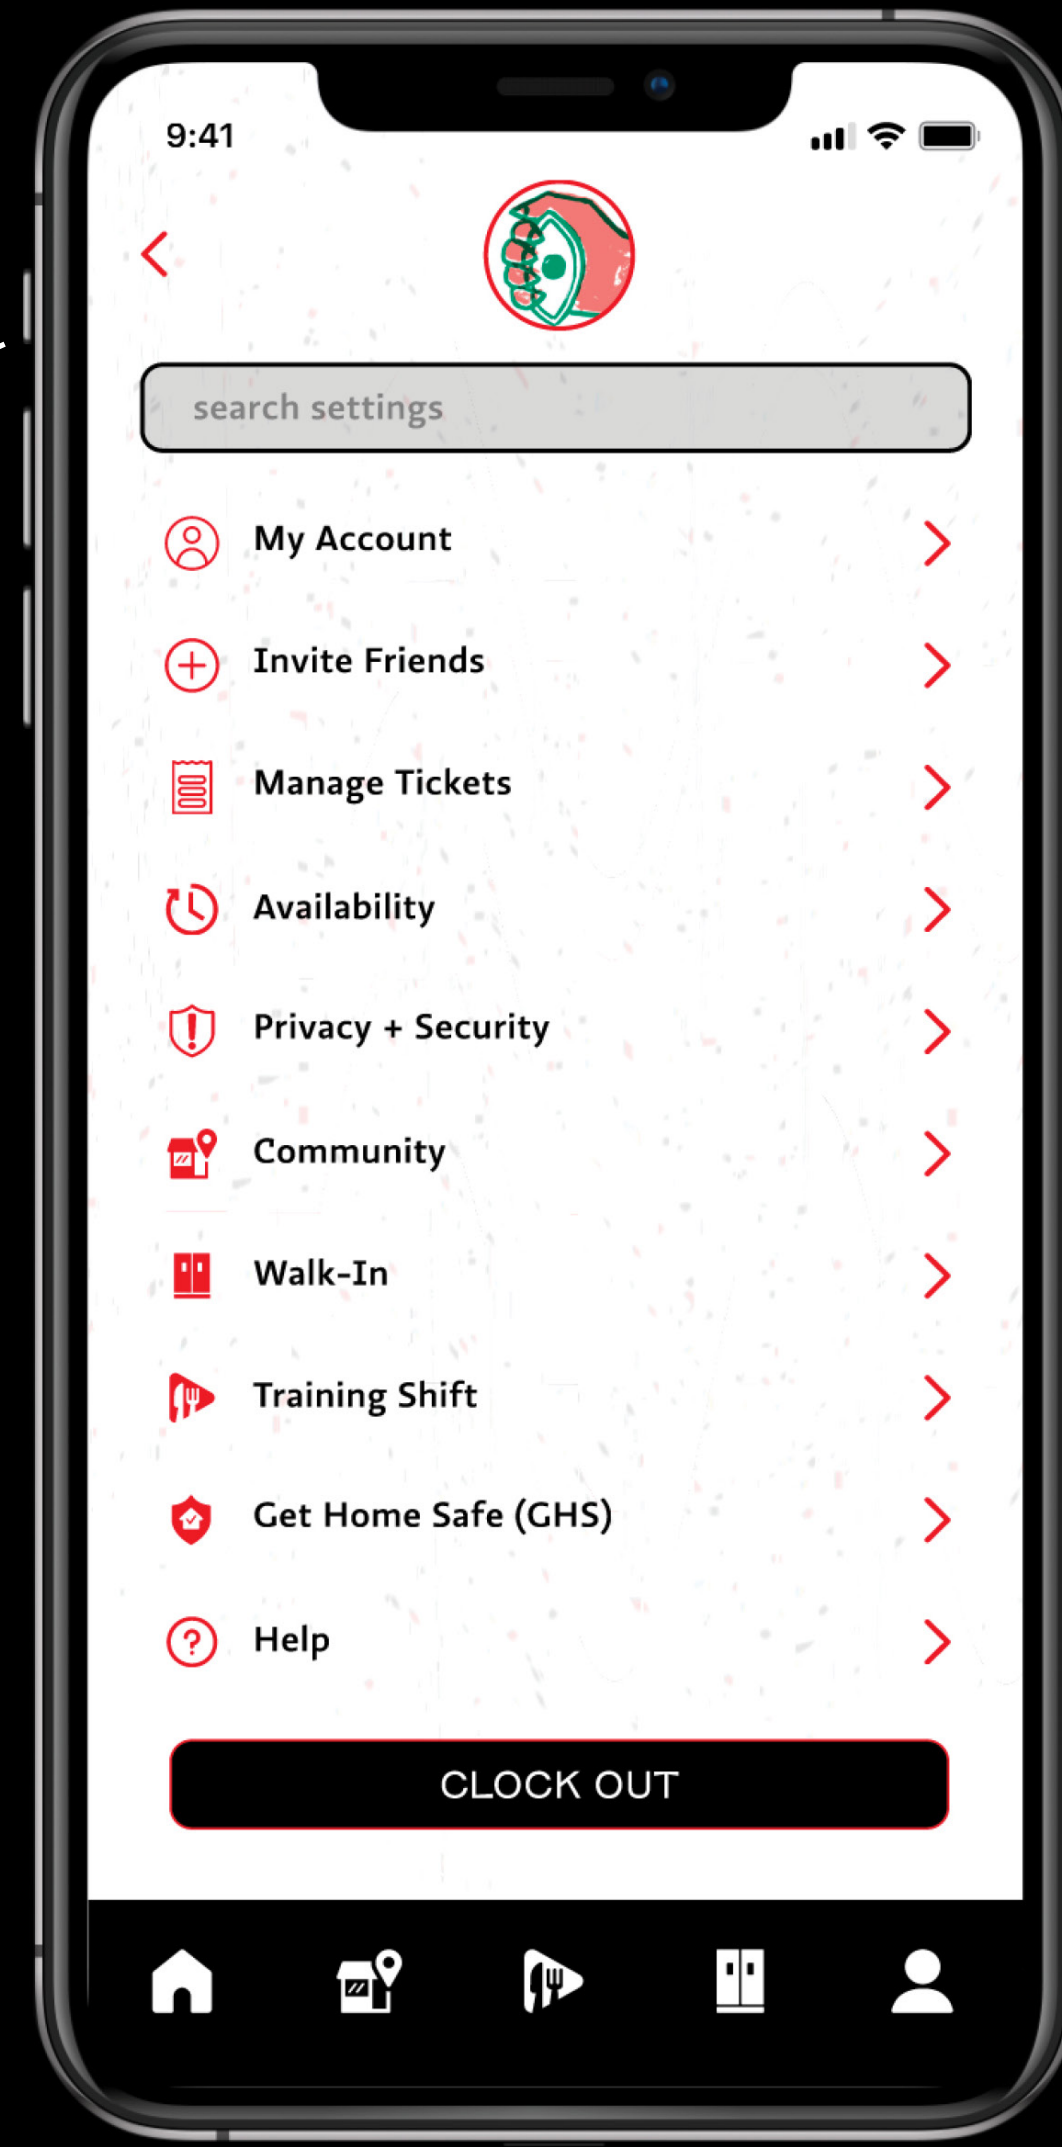 9:41
search settings
My Account
Invite Friends
Manage Tickets
Availability
Privacy + Security
Community
Walk-In
Training Shift
Get Home Safe (GHS)
Help
CLOCK OUT